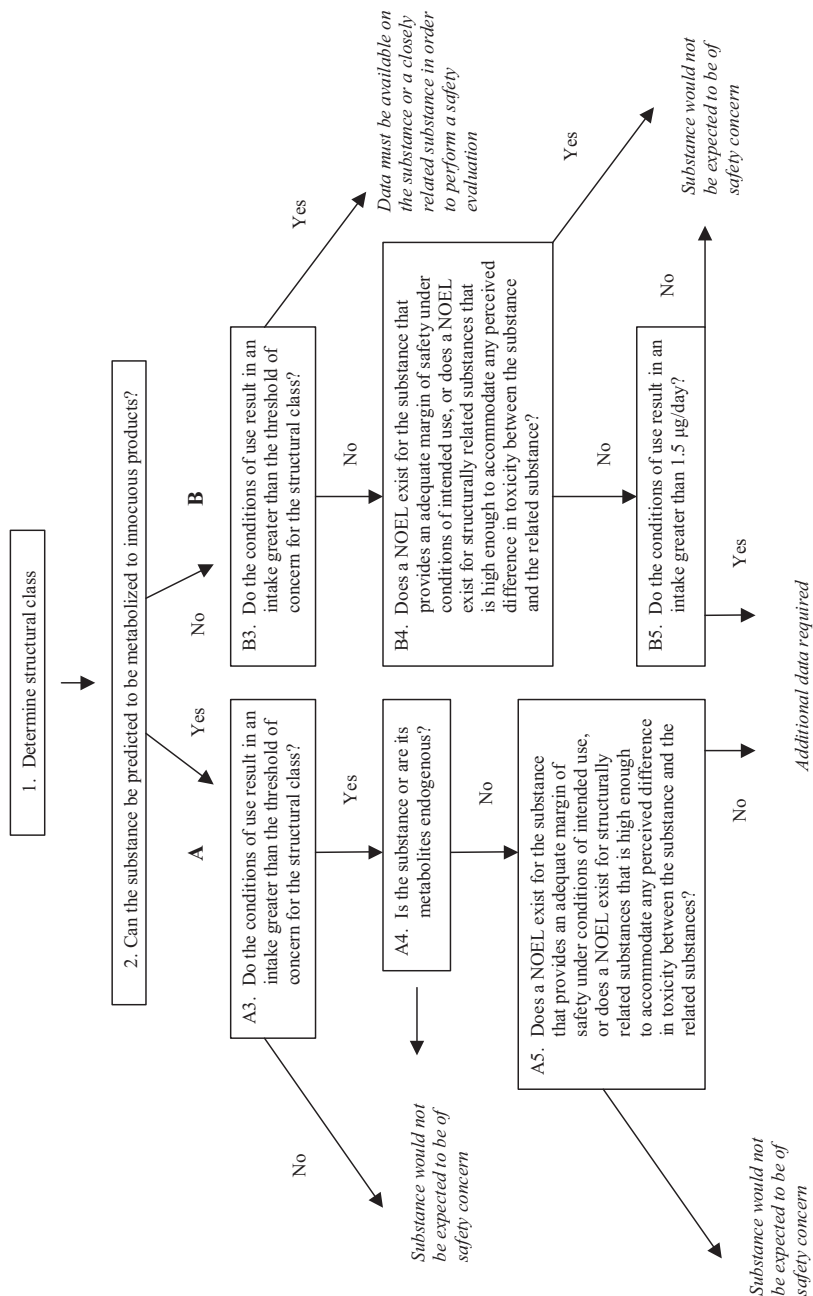 1. Determine structural class
2. Can the substance be predicted to be metabolized to innocuous products?
Yes
No
A
B
A3. Do the conditions of use result in an
intake greater than the threshold of
concern for the structural class?
No
Yes
Substance would not
be expected to be of
safety concern
A4. Is the substance or are its
metabolites endogenous?
No
A5. Does a NOEL exist for the substance
that provides an adequate margin of
safety under conditions of intended use,
or does a NOEL exist for structurally
related substances that is high enough
to accommodate any perceived difference
in toxicity between the substance and the
related substances?
Substance would not
be expected to be of
safety concern
No
B3. Do the conditions of use result in an
intake greater than the threshold of
concern for the structural class?
Yes
No
Data must be available on
the substance or a closely
related substance in order
to perform a safety
evaluation
B4. Does a NOEL exist for the substance that
provides an adequate margin of safety under
conditions of intended use, or does a NOEL
exist for structurally related substances that
is high enough to accommodate any perceived
difference in toxicity between the substance
and the related substance?
Yes
No
Substance would not
be expected to be of
safety concern
B5. Do the conditions of use result in an
intake greater than 1.5 μg/day?
No
Yes
Additional data required